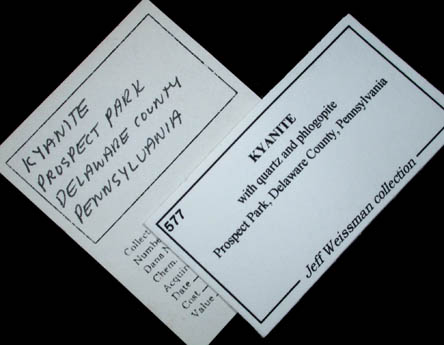 KYANITE
PROSPECT PARK
DELAWARE COUNTY
PENNSYLVANIA
Collect
Numbe
Dana N
Chem.
Acquir
Date
Cost
Value
577
KYANITE
with quartz and phlogopite
Prospect Park, Delaware County, Pennsylvania
Jeff Weissman collection